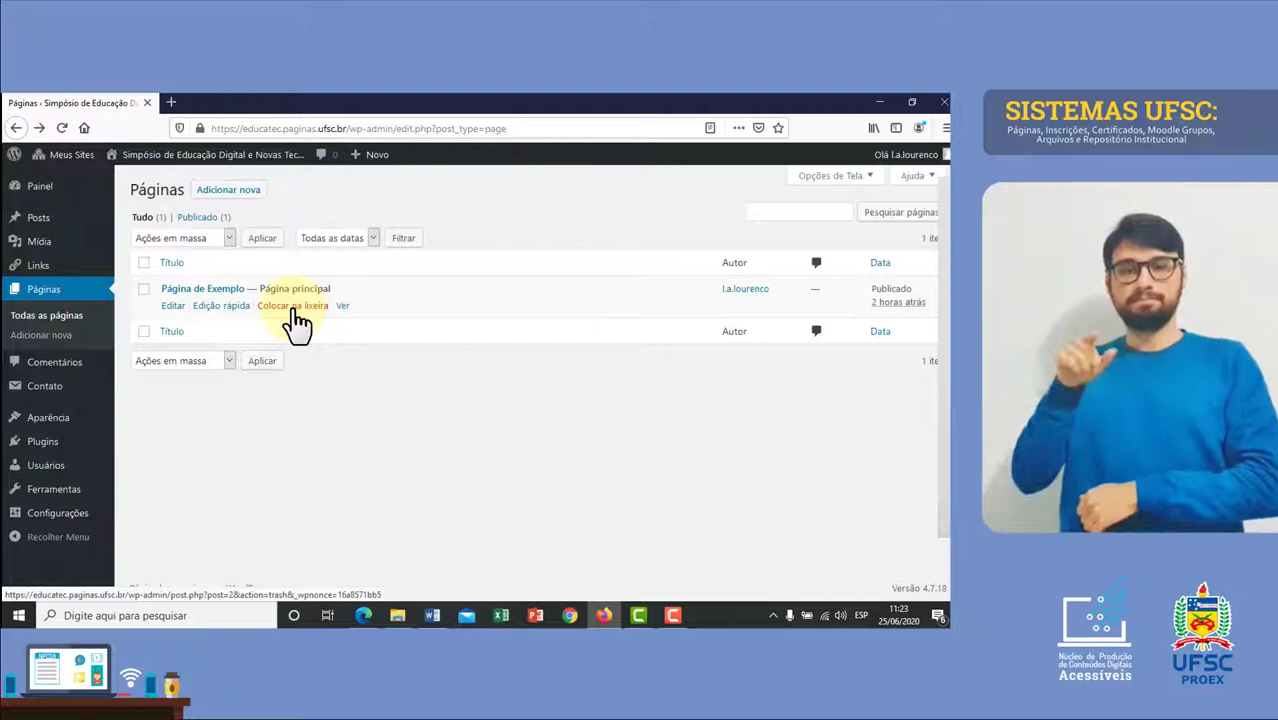 Páginas ‹ Simpósio de Educação D
https://educatec.paginas.ufsc.br/wp-admin/edit.php?post_type=page
Meus Sites
Simpósio de Educação Digital e Novas Tec...
0
Novo
Olá l.a.lourenco
Painel
Posts
Mídia
Links
Páginas
Todas as páginas
Adicionar nova
Comentários
Contato
Aparência
Plugins
Usuários
Ferramentas
Configurações
Recolher Menu
Páginas
Adicionar nova
Opções de Tela
Ajuda
Tudo (1) | Publicado (1)
Pesquisar páginas
Ações em massa
Aplicar
Todas as datas
Filtrar
1 ite
Título
Autor
Data
Página de Exemplo — Página principal
l.a.lourenco
—
Publicado
2 horas atrás
Editar
Edição rápida
Colocar na lixeira
Ver
Título
Autor
Data
Ações em massa
Aplicar
1 ite
Versão 4.7.18
https://educatec.paginas.ufsc.br/wp-admin/post.php?post=2&action=trash&_wpnonce=16a8571bb5
Digite aqui para pesquisar
ESP
11:23
25/06/2020
SISTEMAS UFSC:
Páginas, Inscrições, Certificados, Moodle Grupos,
Arquivos e Repositório Institucional
Núcleo de Produção
de Conteúdos Digitais
Acessíveis
UFSC
PROEX